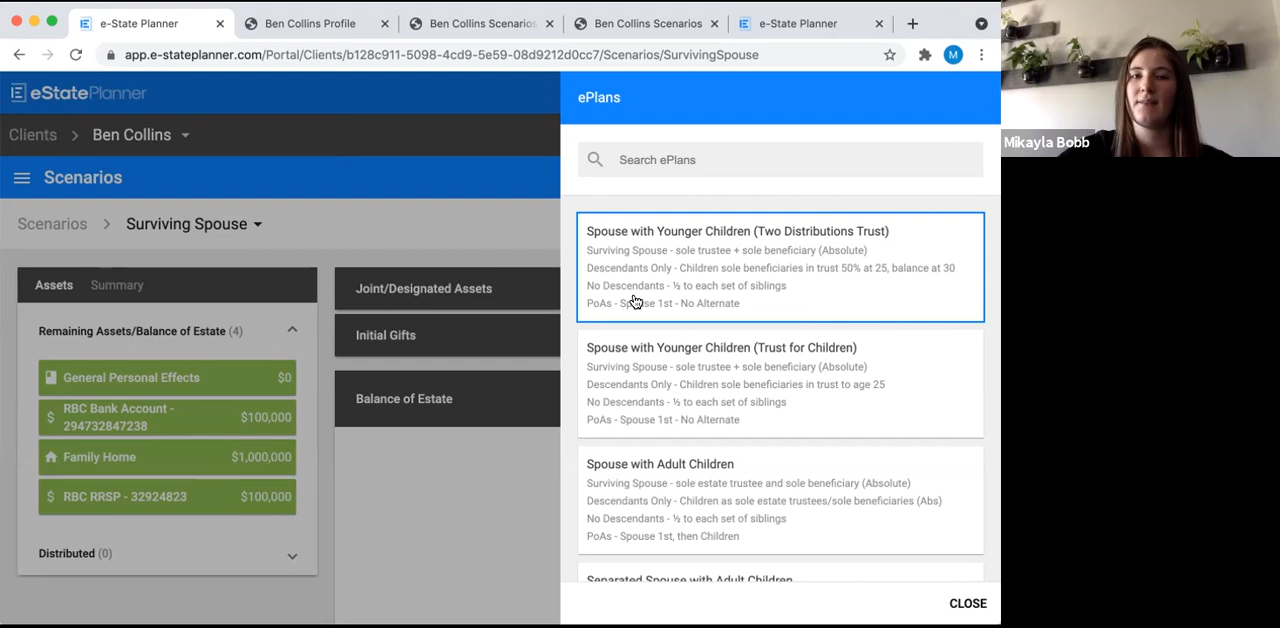 e-State Planner
Ben Collins Profile
Ben Collins Scenarios
Ben Collins Scenarios
e-State Planner
app.e-stateplanner.com/Portal/Clients/b128c911-5098-4cd9-5e59-08d9212d0cc7/Scenarios/SurvivingSpouse
M
eStatePlanner
Clients > Ben Collins
Scenarios
Scenarios > Surviving Spouse
Assets Summary
Remaining Assets/Balance of Estate (4)
General Personal Effects $0
RBC Bank Account -
294732847238 $100,000
Family Home $1,000,000
RBC RRSP - 32924823 $100,000
Distributed (0)
Joint/Designated Assets
Initial Gifts
Balance of Estate
ePlans
Search ePlans
Spouse with Younger Children (Two Distributions Trust)
Surviving Spouse - sole trustee + sole beneficiary (Absolute)
Descendants Only - Children sole beneficiaries in trust 50% at 25, balance at 30
No Descendants - ½ to each set of siblings
PoAs - Spouse 1st - No Alternate
Spouse with Younger Children (Trust for Children)
Surviving Spouse - sole trustee + sole beneficiary (Absolute)
Descendants Only - Children sole beneficiaries in trust to age 25
No Descendants - ½ to each set of siblings
PoAs - Spouse 1st - No Alternate
Spouse with Adult Children
Surviving Spouse - sole estate trustee and sole beneficiary (Absolute)
Descendants Only - Children as sole estate trustees/sole beneficiaries (Abs)
No Descendants - ½ to each set of siblings
PoAs - Spouse 1st, then Children
Separated Spouse with Adult Children
CLOSE
Mikayla Bobb